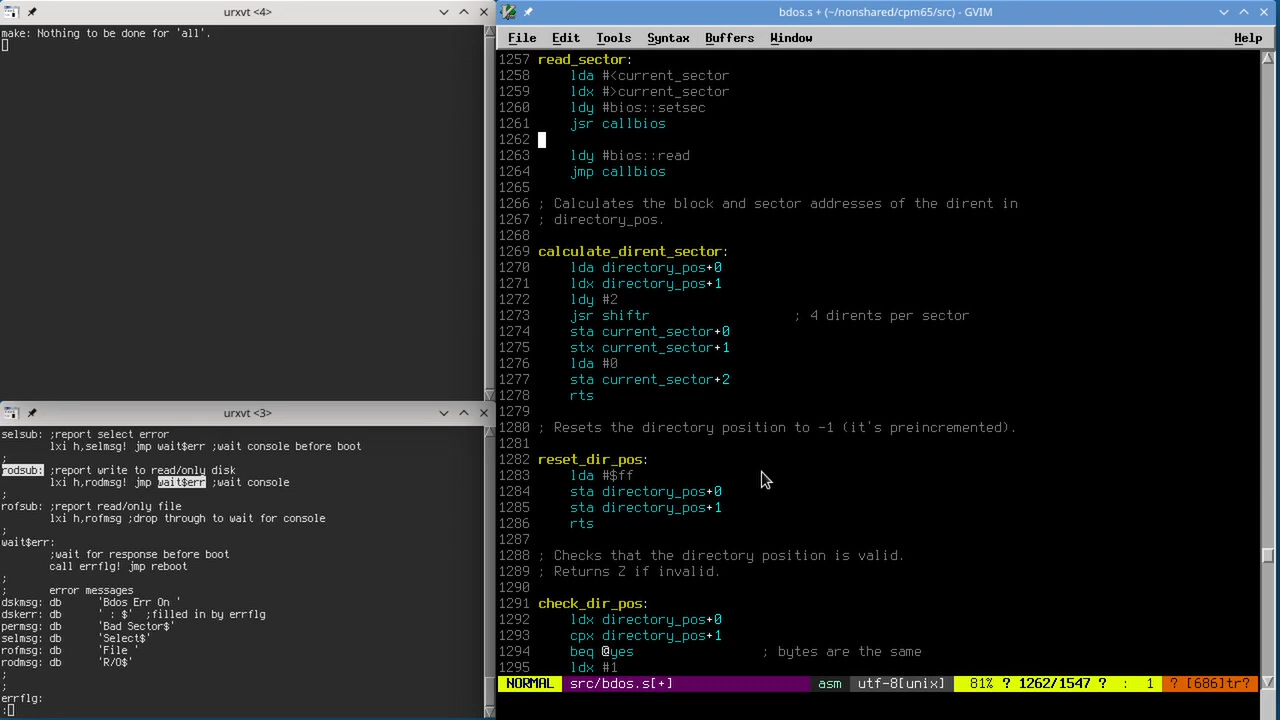 urxvt <4>
make: Nothing to be done for 'all'.
urxvt <3>
selsub: ;report select error
lxi h,selmsg! jmp wait$err ;wait console before boot
;
rodsub: ;report write to read/only disk
lxi h,rodmsg! jmp wait$err ;wait console
;
rofsub: ;report read/only file
lxi h,rofmsg ;drop through to wait for console
;
wait$err:
;wait for response before boot
call errflg! jmp reboot
;
; error messages
dskmsg: db 'Bdos Err On '
dskerr: db ' : $' ;filled in by errflg
permsg: db 'Bad Sector$'
selmsg: db 'Select$'
rofmsg: db 'File '
rodmsg: db 'R/O$'
;
;
errflg:
:
bdos.s + (~/nonshared/cpm65/src) - GVIM
File Edit Tools Syntax Buffers Window Help
1257 read_sector:
1258 lda #<current_sector
1259 ldx #>current_sector
1260 ldy #bios::setsec
1261 jsr callbios
1262
1263 ldy #bios::read
1264 jmp callbios
1265
1266 ; Calculates the block and sector addresses of the dirent in
1267 ; directory_pos.
1268
1269 calculate_dirent_sector:
1270 lda directory_pos+0
1271 ldx directory_pos+1
1272 ldy #2
1273 jsr shiftr ; 4 dirents per sector
1274 sta current_sector+0
1275 stx current_sector+1
1276 lda #0
1277 sta current_sector+2
1278 rts
1279
1280 ; Resets the directory position to -1 (it's preincremented).
1281
1282 reset_dir_pos:
1283 lda #$ff
1284 sta directory_pos+0
1285 sta directory_pos+1
1286 rts
1287
1288 ; Checks that the directory position is valid.
1289 ; Returns Z if invalid.
1290
1291 check_dir_pos:
1292 ldx directory_pos+0
1293 cpx directory_pos+1
1294 beq @yes ; bytes are the same
1295 ldx #1
NORMAL src/bdos.s[+] asm utf-8[unix] 81% ? 1262/1547 ? : 1 ? [686]tr?